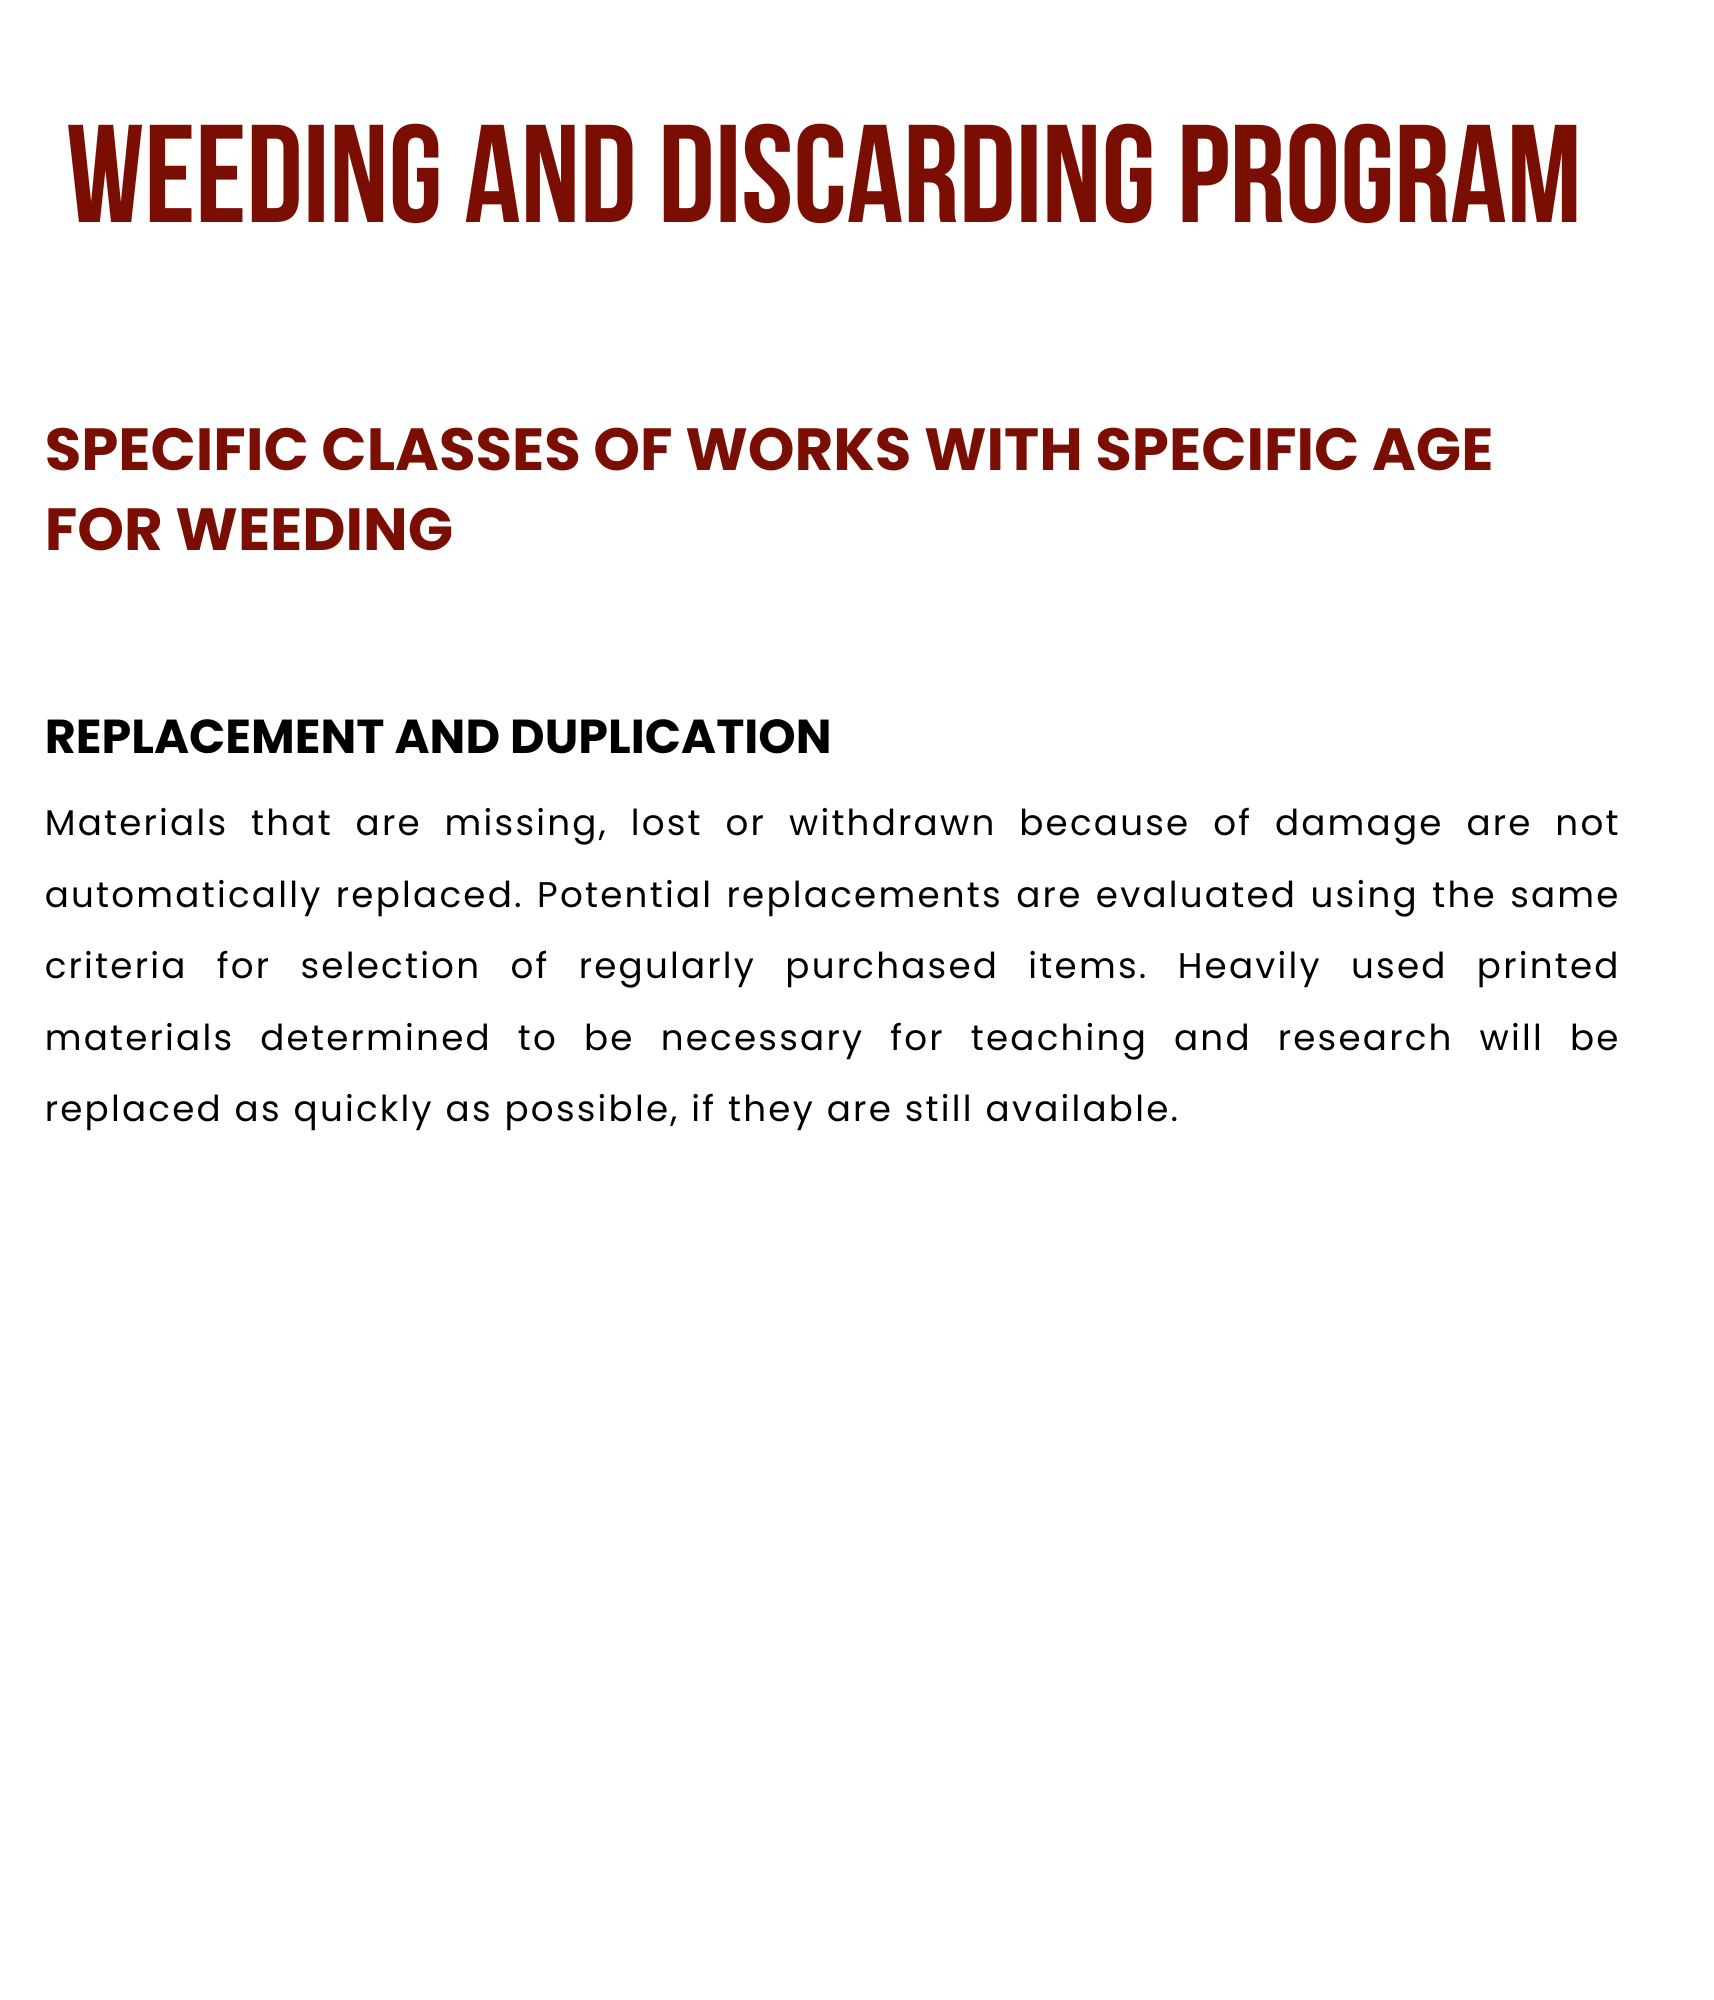 WEEDING AND DISCARDING PROGRAM
SPECIFIC CLASSES OF WORKS WITH SPECIFIC AGE
FOR WEEDING
REPLACEMENT AND DUPLICATION
Materials that are missing, lost or withdrawn because of damage are not
automatically replaced. Potential replacements are evaluated using the same
criteria for selection of regularly purchased items. Heavily used printed
materials determined to be necessary for teaching and research will be
replaced as quickly as possible, if they are still available.